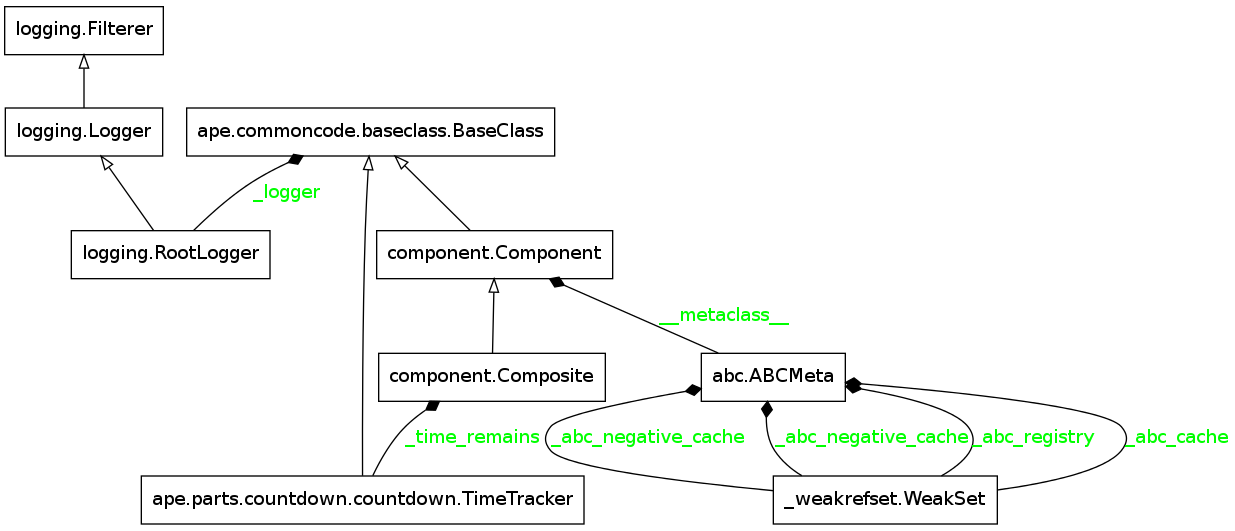 logging.Filterer
logging.Logger
ape.commoncode.baseclass.BaseClass
_logger
logging.RootLogger
component.Component
__metaclass__
component.Composite
abc.ABCMeta
_time_remains
_abc_negative_cache
_abc_negative_cache
_abc_registry
_abc_cache
ape.parts.countdown.countdown.TimeTracker
_weakrefset.WeakSet